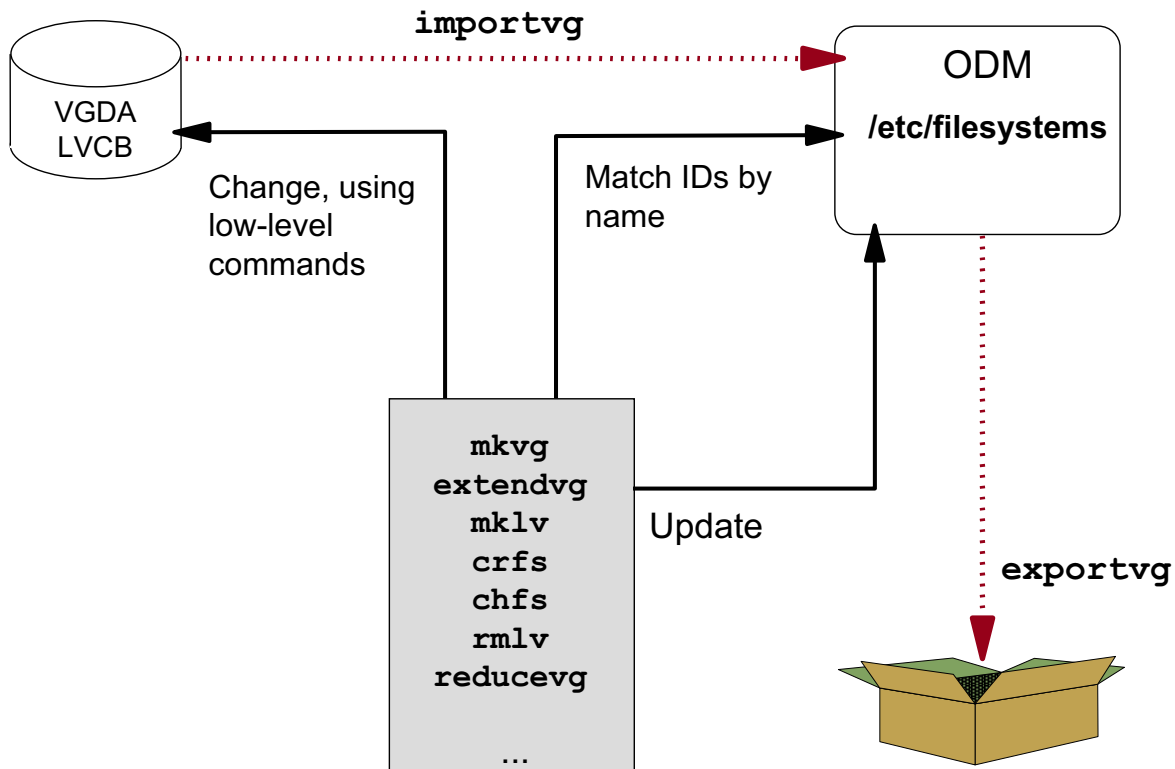 importvg
VGDA
LVCB
ODM
/etc/filesystems
Change, using
low-level
commands
Match IDs by
name
mkvg
extendvg
mklv
crfs
chfs
rmlv
reducevg
...
Update
exportvg